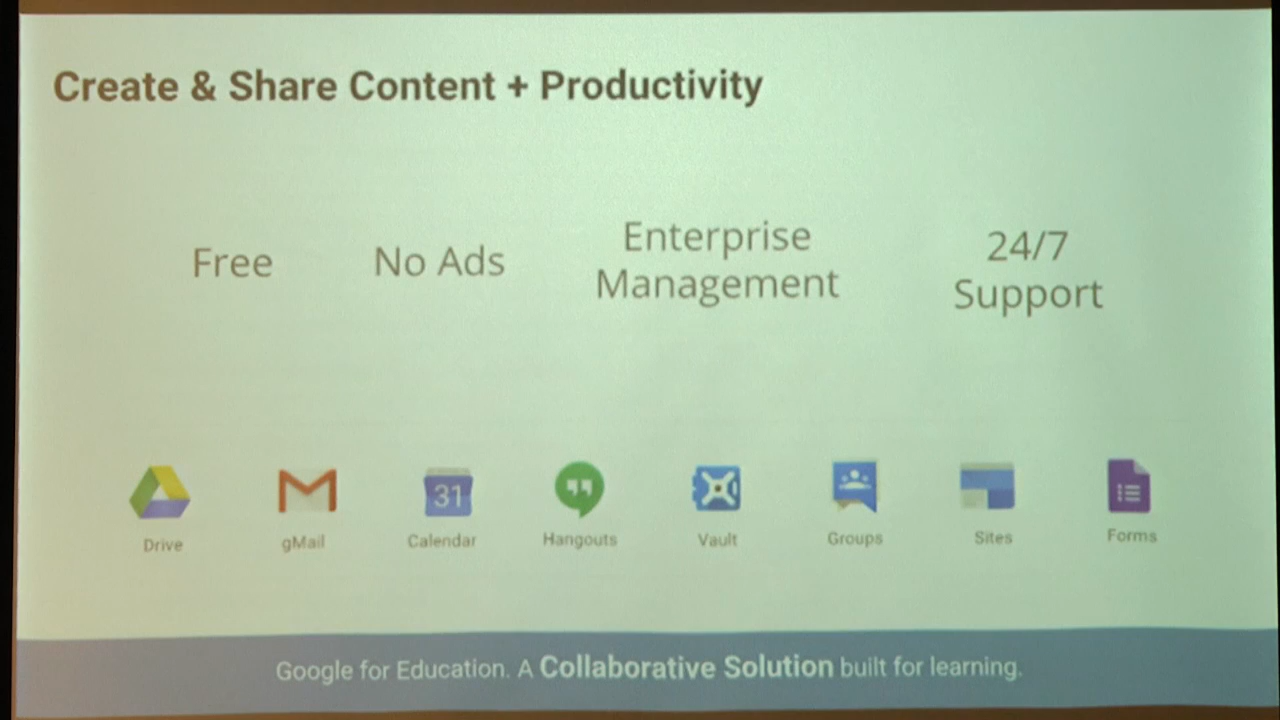 Create & Share Content + Productivity
Free
No Ads
Enterprise
Management
24/7
Support
31
Drive
gMail
Calendar
Hangouts
Vault
Groups
Sites
Forms
Google for Education. A Collaborative Solution built for learning.